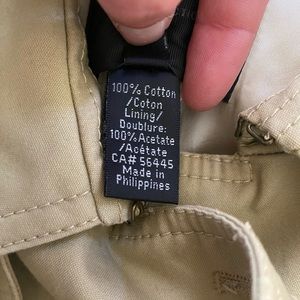 100% Cotton
/Coton
Lining/
Doublure:
100% Acetate
/Acétate
CA# 56445
Made in
Philippines